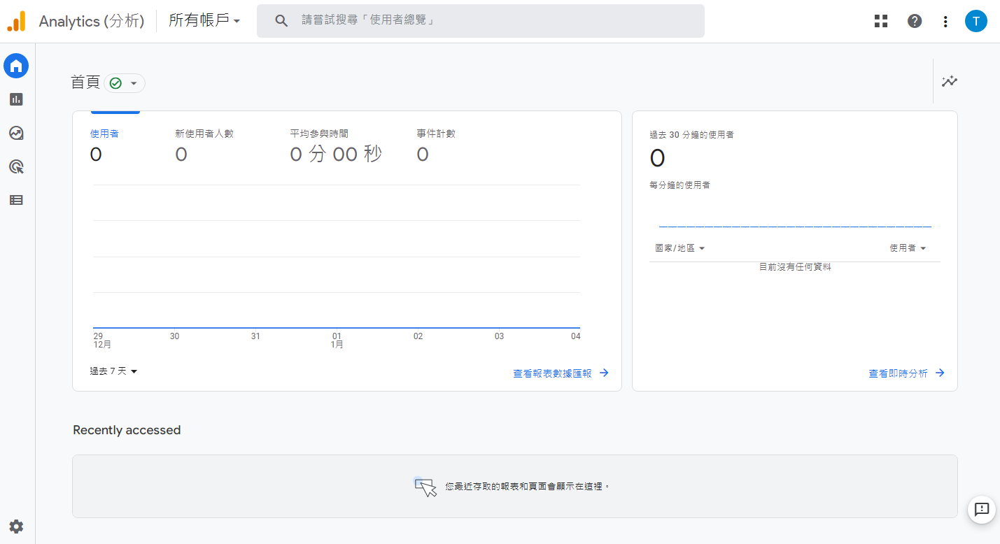 Analytics (分析)
所有帳戶
請嘗試搜尋「使用者總覽」
T
首頁
使用者
0
新使用者人數
0
平均參與時間
0 分 00 秒
事件計數
0
29
12月
30
31
01
1月
02
03
04
過去 7 天
查看報表數據匯報
過去 30 分鐘的使用者
0
每分鐘的使用者
國家/地區
使用者
目前沒有任何資料
查看即時分析
Recently accessed
您最近存取的報表和頁面會顯示在這裡。